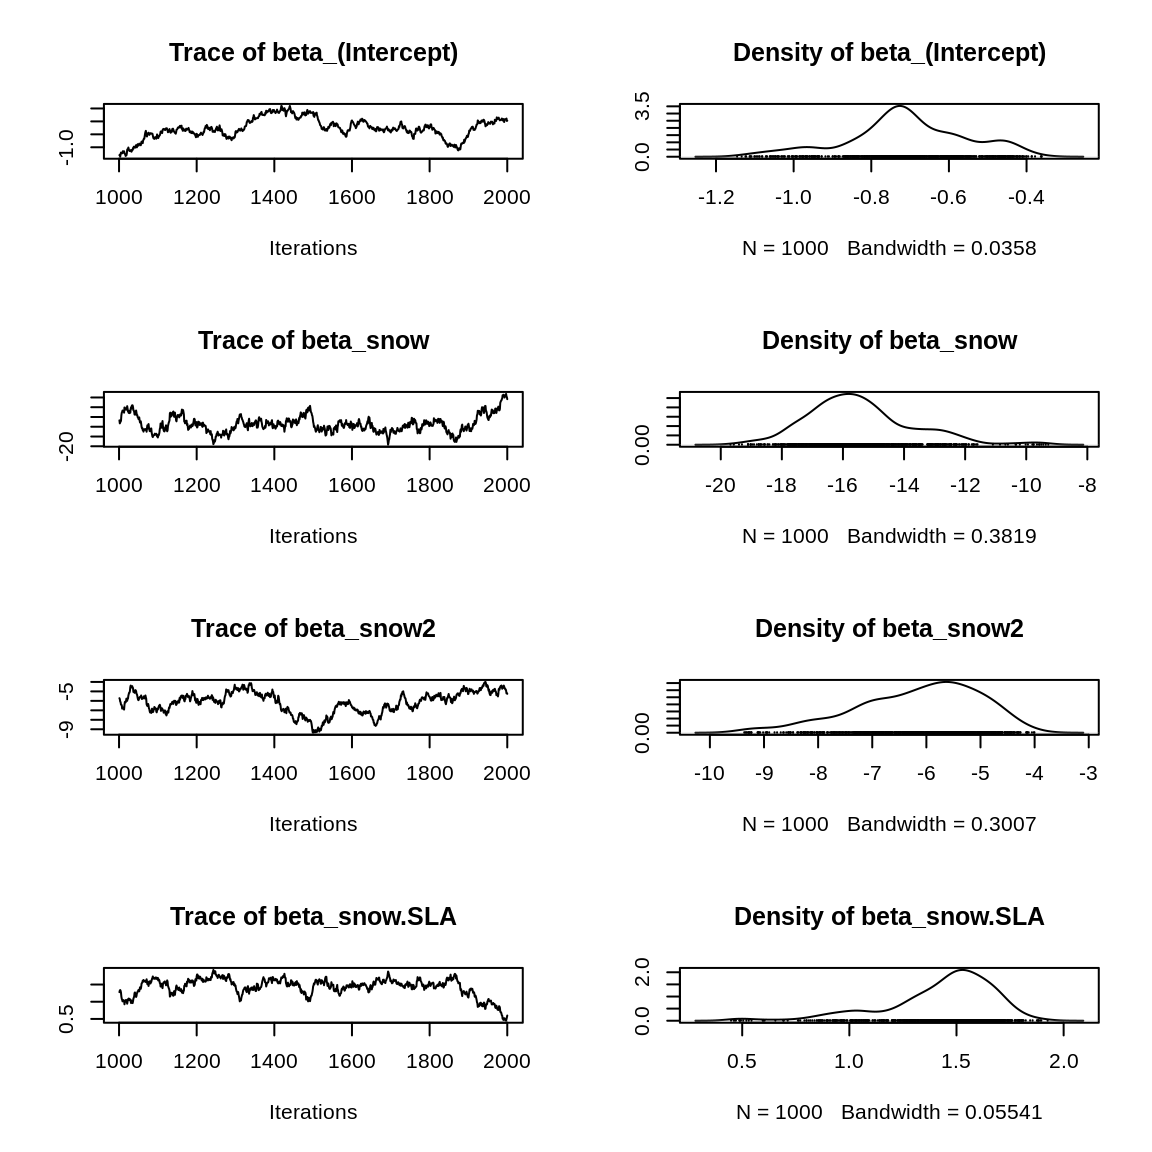 Trace of beta_(Intercept)
-1.0
1000 1200 1400 1600 1800 2000
Iterations
Density of beta_(Intercept)
0.0 3.5
-1.2 -1.0 -0.8 -0.6 -0.4
N = 1000 Bandwidth = 0.0358
Trace of beta_snow
-20
1000 1200 1400 1600 1800 2000
Iterations
Density of beta_snow
0.00
-20 -18 -16 -14 -12 -10 -8
N = 1000 Bandwidth = 0.3819
Trace of beta_snow2
-9 -5
1000 1200 1400 1600 1800 2000
Iterations
Density of beta_snow2
0.00
-10 -9 -8 -7 -6 -5 -4 -3
N = 1000 Bandwidth = 0.3007
Trace of beta_snow.SLA
0.5
1000 1200 1400 1600 1800 2000
Iterations
Density of beta_snow.SLA
0.0 2.0
0.5 1.0 1.5 2.0
N = 1000 Bandwidth = 0.05541